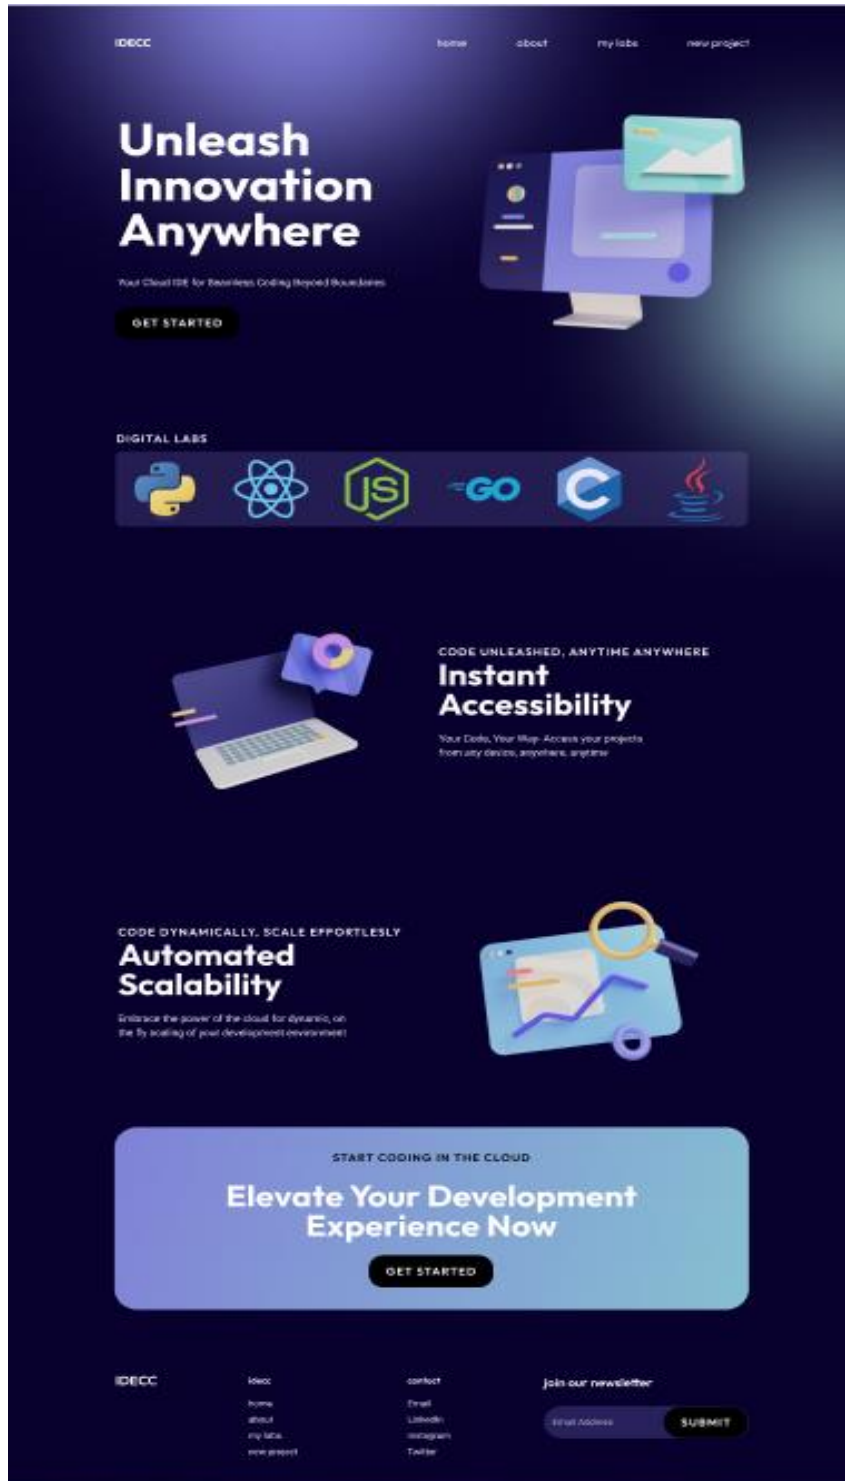 IDECC
home about my labs new project
Unleash
Innovation
Anywhere
Your Cloud IDE for Seamless Coding Beyond Boundaries
GET STARTED
DIGITAL LABS
JS
GO
C
CODE UNLEASHED, ANYTIME ANYWHERE
Instant
Accessibility
Your Code, Your Way- Access your projects
from any device, anywhere, anytime
CODE DYNAMICALLY, SCALE EFFORTLESLY
Automated
Scalability
Embrace the power of the cloud for dynamic, on
the fly scaling of your development environment
START CODING IN THE CLOUD
Elevate Your Development
Experience Now
GET STARTED
IDECC
idecc
home
about
my labs
new project
contact
Email
LinkedIn
Instagram
Twitter
join our newsletter
Email Address
SUBMIT